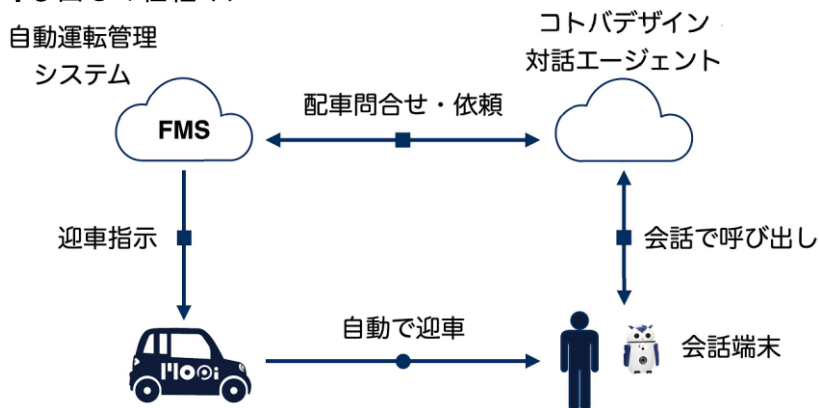 自動運転管理
システム
コトバデザイン
対話エージェント
FMS
配車問合せ・依頼
迎車指示
会話で呼び出し
自動で迎車
MOOi
会話端末